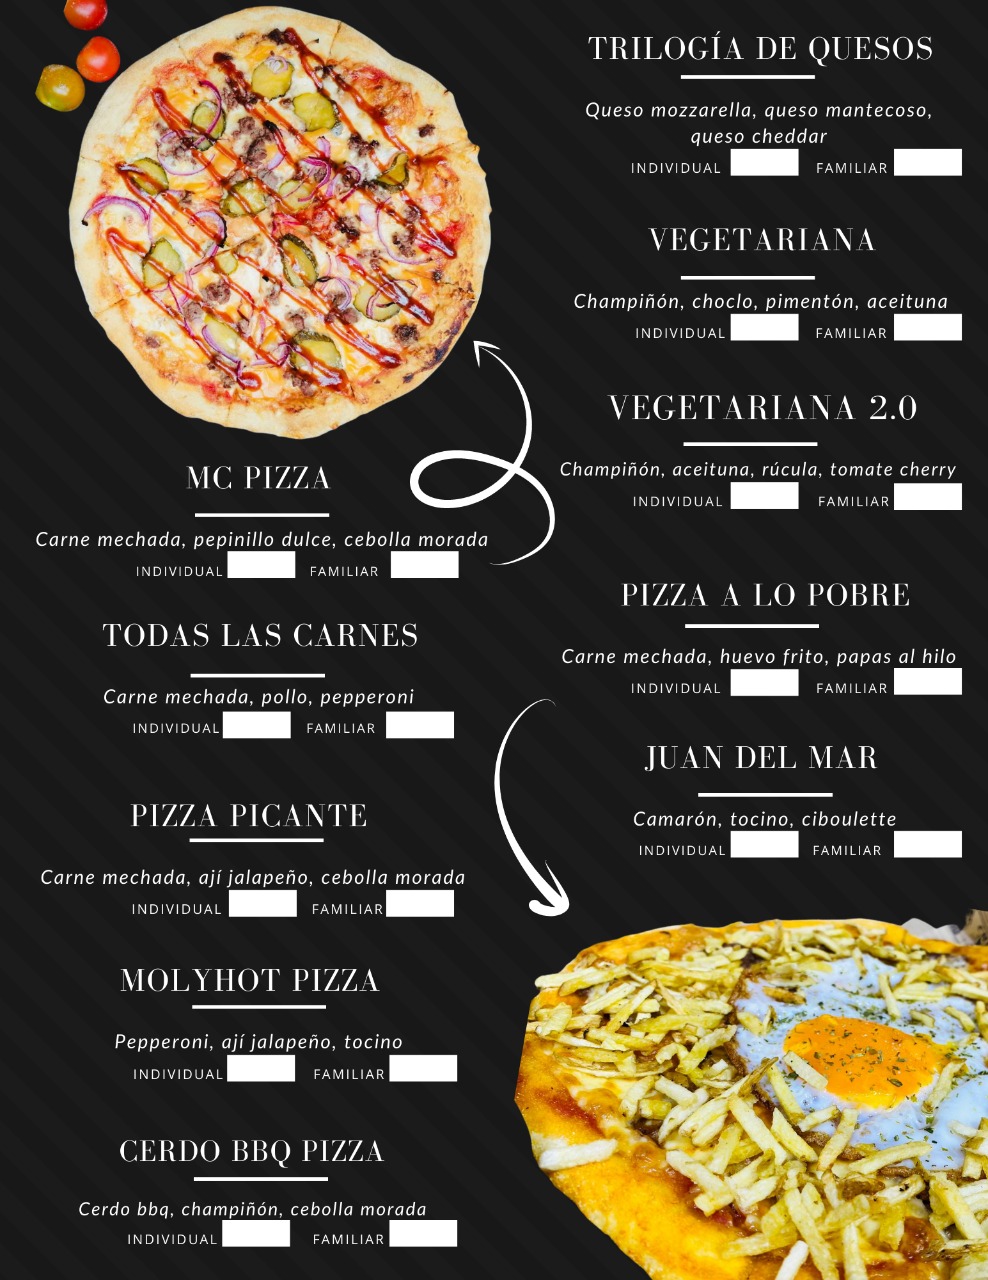 MC PIZZA
Carne mechada, pepinillo dulce, cebolla morada
INDIVIDUAL FAMILIAR
TODAS LAS CARNES
Carne mechada, pollo, pepperoni
INDIVIDUAL FAMILIAR
PIZZA PICANTE
Carne mechada, ají jalapeño, cebolla morada
INDIVIDUAL FAMILIAR
MOLYHOT PIZZA
Pepperoni, ají jalapeño, tocino
INDIVIDUAL FAMILIAR
CERDO BBQ PIZZA
Cerdo bbq, champiñón, cebolla morada
INDIVIDUAL FAMILIAR
TRILOGÍA DE QUESOS
Queso mozzarella, queso mantecoso,
queso cheddar
INDIVIDUAL FAMILIAR
VEGETARIANA
Champiñón, choclo, pimentón, aceituna
INDIVIDUAL FAMILIAR
VEGETARIANA 2.0
Champiñón, aceituna, rúcula, tomate cherry
INDIVIDUAL FAMILIAR
PIZZA A LO POBRE
Carne mechada, huevo frito, papas al hilo
INDIVIDUAL FAMILIAR
JUAN DEL MAR
Camarón, tocino, ciboulette
INDIVIDUAL FAMILIAR